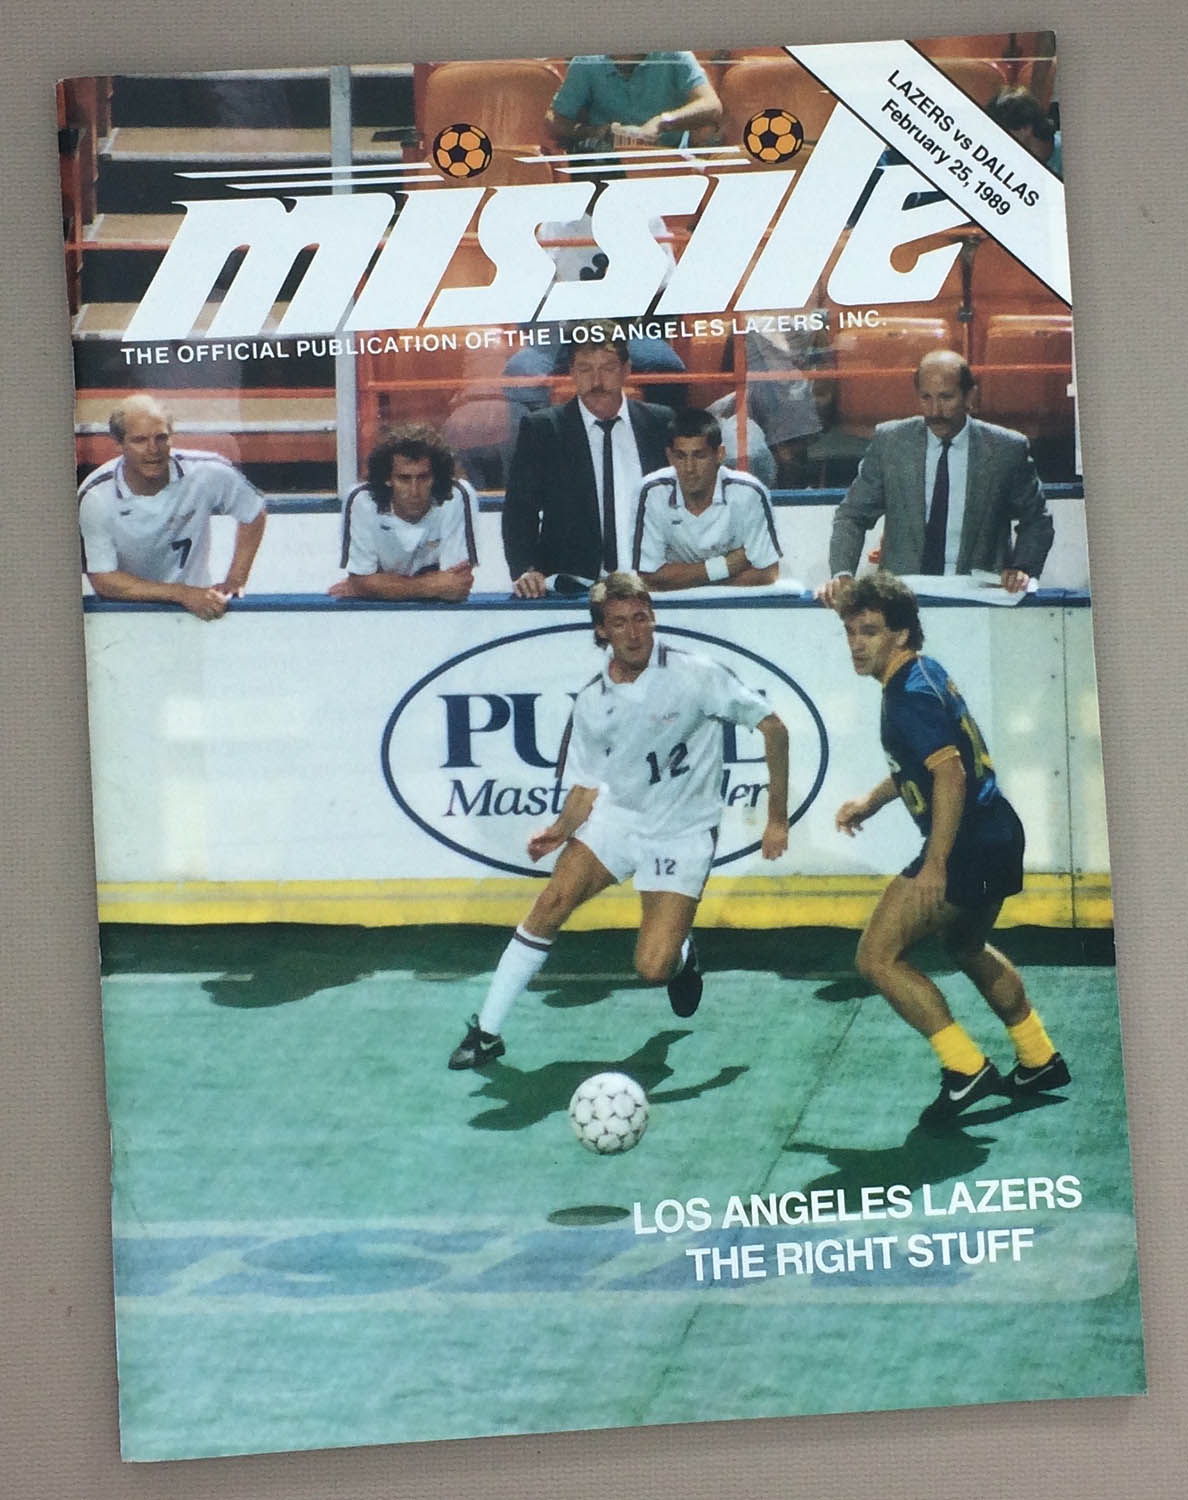 LAZERS vs DALLAS
February 25, 1989
missile
THE OFFICIAL PUBLICATION OF THE LOS ANGELES LAZERS, INC.
7
12
12
LOS ANGELES LAZERS
THE RIGHT STUFF